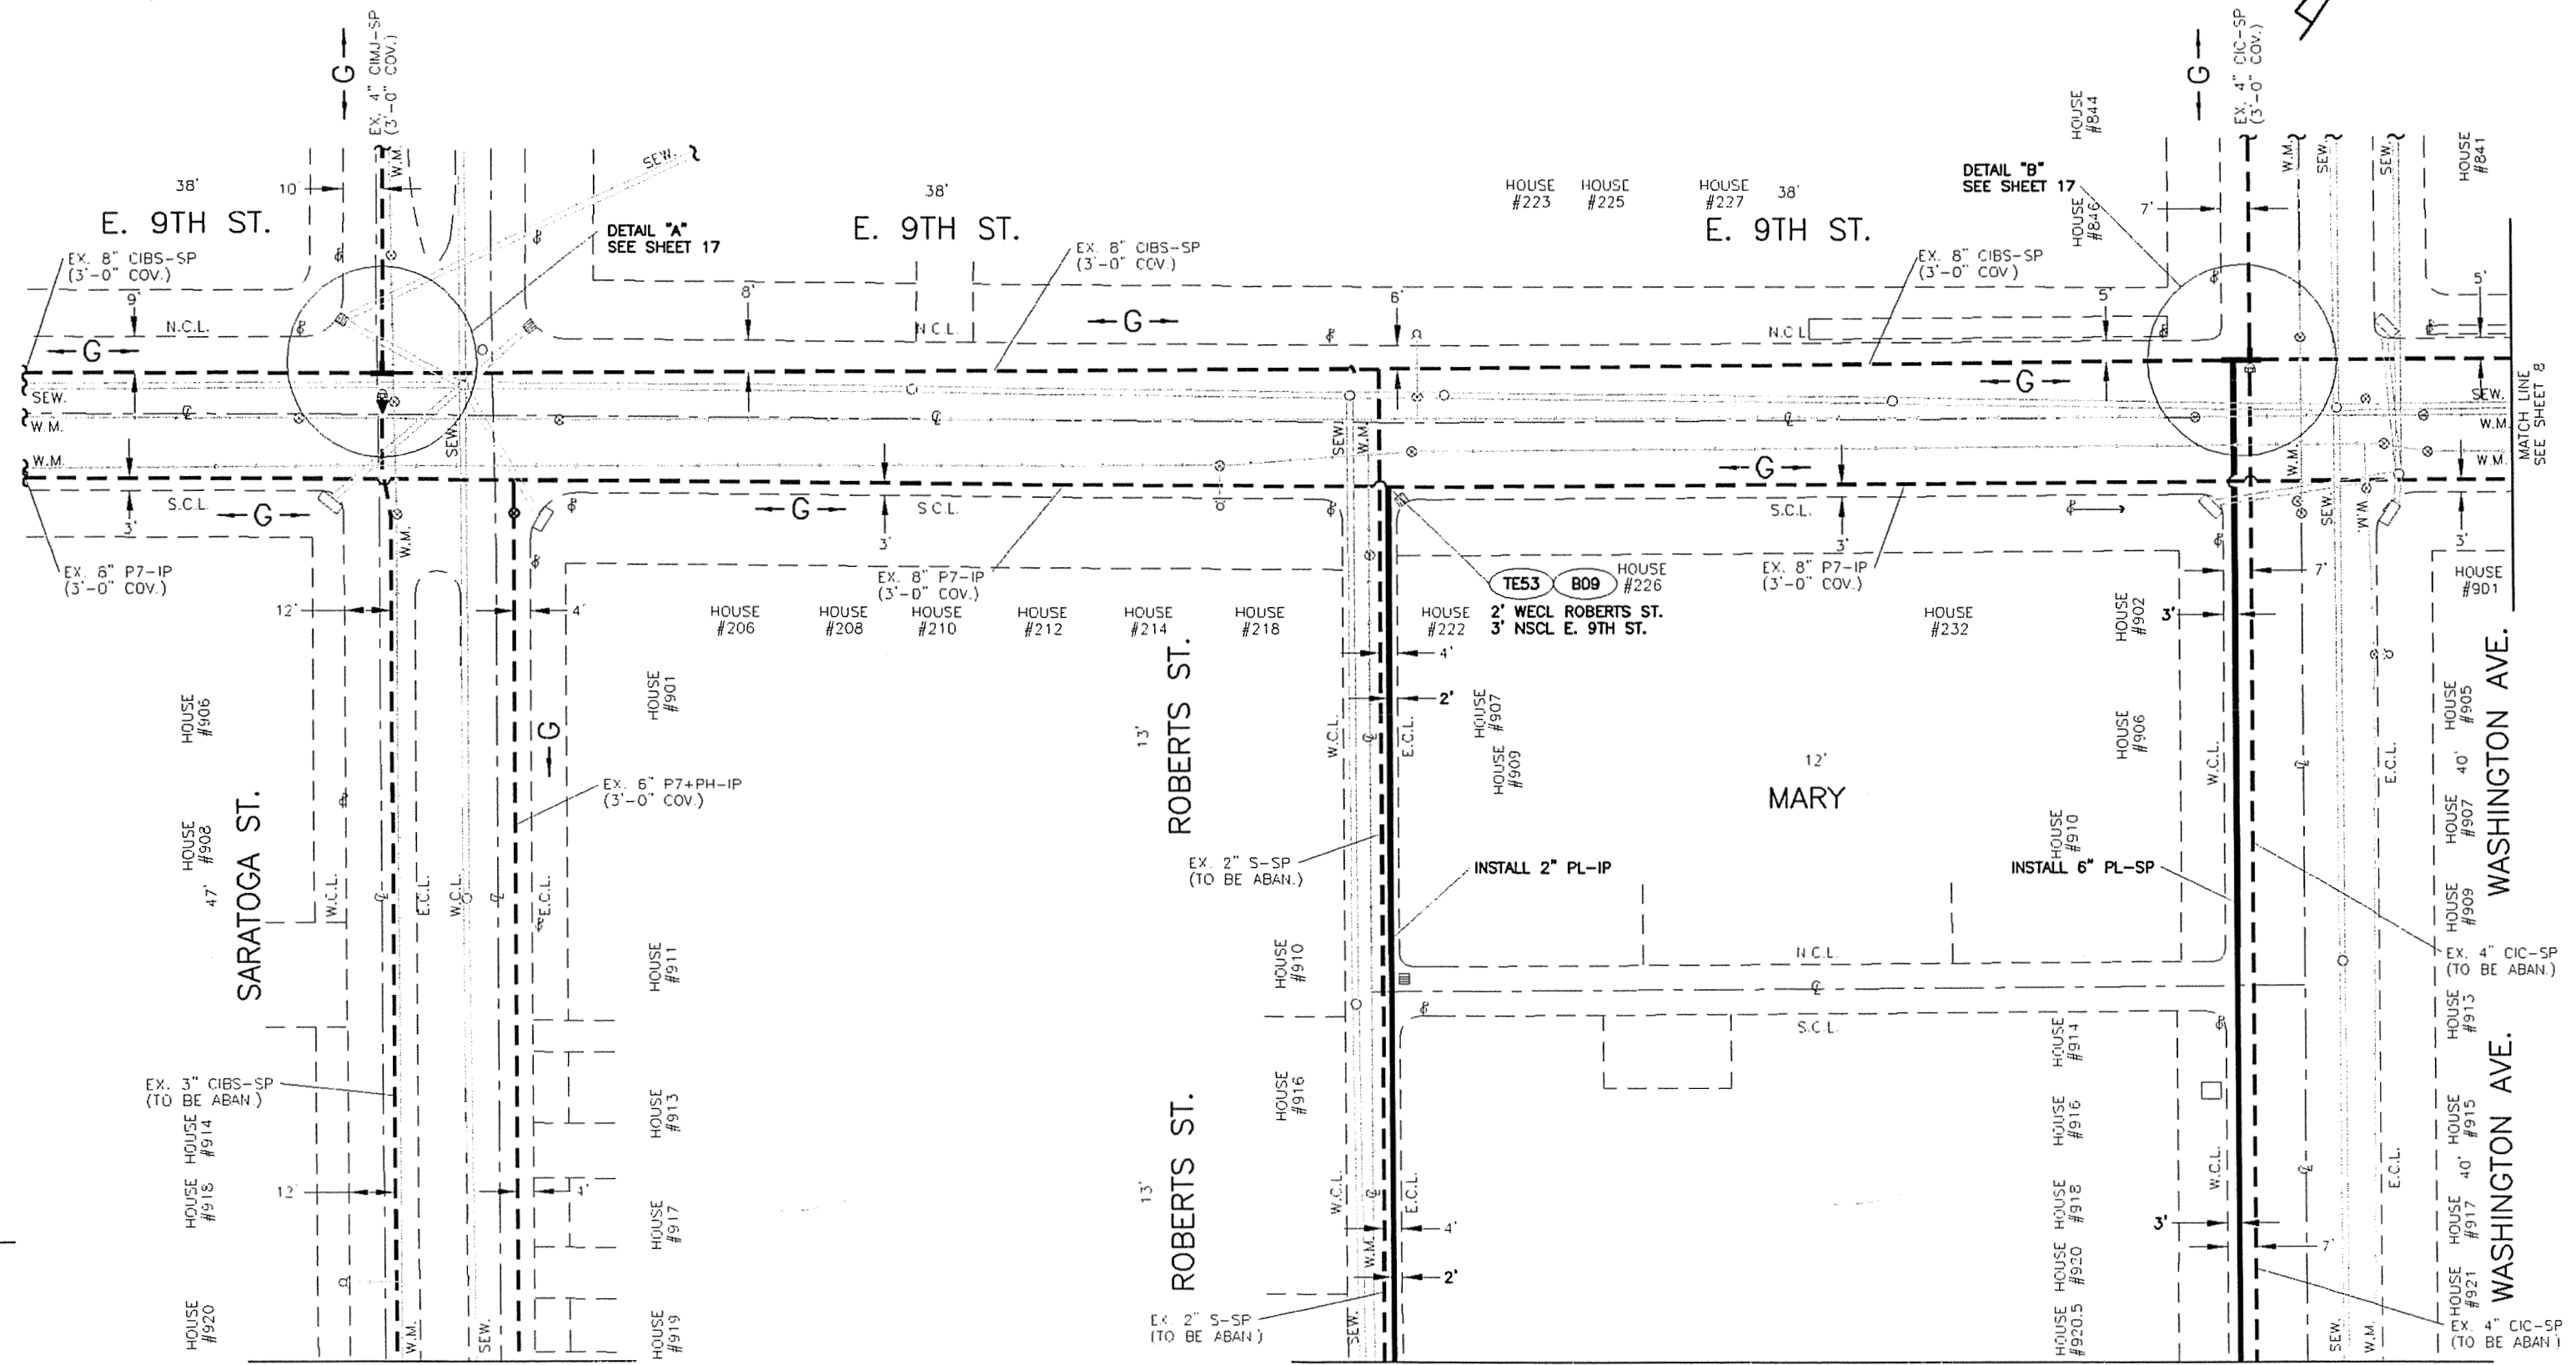 EX. 4" CIMJ-SP
(3'-0" COV.)
G
W.M.
SEW.
38'
10'
E. 9TH ST.
DETAIL "A"
SEE SHEET 17
EX. 8" CIBS-SP
(3'-0" COV.)
9'
N.C.L.
G
38'
E. 9TH ST.
EX. 8" CIBS-SP
(3'-0" COV.)
8'
N.C.L.
G
6'
HOUSE
#223
HOUSE
#225
HOUSE
#227
38'
E. 9TH ST.
EX. 8" CIBS-SP
(3'-0" COV.)
N.C.L
DETAIL "B"
SEE SHEET 17
HOUSE
#844
HOUSE
#846
G
EX. 4" CIC-SP
(3'-0" COV.)
7'
W.M.
SEW.
SEW.
HOUSE
#841
5'
5'
G
MATCH LINE
SEE SHEET 8
SEW.
W.M.
W.M.
SEW.
W.M.
W.M.
SEW.
SEW.
W.M.
W.M.
S.C.L.
G
3'
EX. 6" P7-IP
(3'-0" COV.)
W.M.
G
S.C.L.
3'
EX. 8" P7-IP
(3'-0" COV.)
G
S.C.L.
3'
EX. 8" P7-IP
(3'-0" COV.)
SEW.
W.M.
3'
TE53
B09
2' WECL ROBERTS ST.
3' NSCL E. 9TH ST.
HOUSE
#226
12'
4'
HOUSE
#206
HOUSE
#208
HOUSE
#210
HOUSE
#212
HOUSE
#214
HOUSE
#218
HOUSE
#222
HOUSE
#232
HOUSE
#902
3'
7'
HOUSE
#901
HOUSE
#906
HOUSE
#901
G
EX. 6" P7+PH-IP
(3'-0" COV.)
13'
ROBERTS ST.
4'
2'
W.C.L.
E.C.L.
HOUSE
#907
HOUSE
#909
12'
MARY
HOUSE
#906
W.C.L.
E.C.L.
HOUSE
#905
40'
HOUSE
#907
WASHINGTON AVE.
HOUSE
#908
47'
SARATOGA ST.
W.C.L.
E.C.L.
W.C.L.
E.C.L.
EX. 2" S-SP
(TO BE ABAN.)
INSTALL 2" PL-IP
HOUSE
#910
INSTALL 6" PL-SP
HOUSE
#909
HOUSE
#911
HOUSE
#910
N.C.L.
EX. 4" CIC-SP
(TO BE ABAN.)
HOUSE
#913
S.C.L.
HOUSE
#914
EX. 3" CIBS-SP
(TO BE ABAN.)
HOUSE
#914
HOUSE
#913
HOUSE
#916
HOUSE
#916
HOUSE
#915
40'
WASHINGTON AVE.
12'
4'
HOUSE
#918
HOUSE
#917
13'
ROBERTS ST.
W.C.L.
E.C.L.
W.M.
4'
2'
HOUSE
#918
W.C.L.
3'
7'
E.C.L.
HOUSE
#917
HOUSE
#920
HOUSE
#921
HOUSE
#920
W.M.
SEW.
HOUSE
#919
EX. 2" S-SP
(TO BE ABAN.)
SEW.
HOUSE
#920.5
SEW.
W.M.
EX. 4" CIC-SP
(TO BE ABAN.)